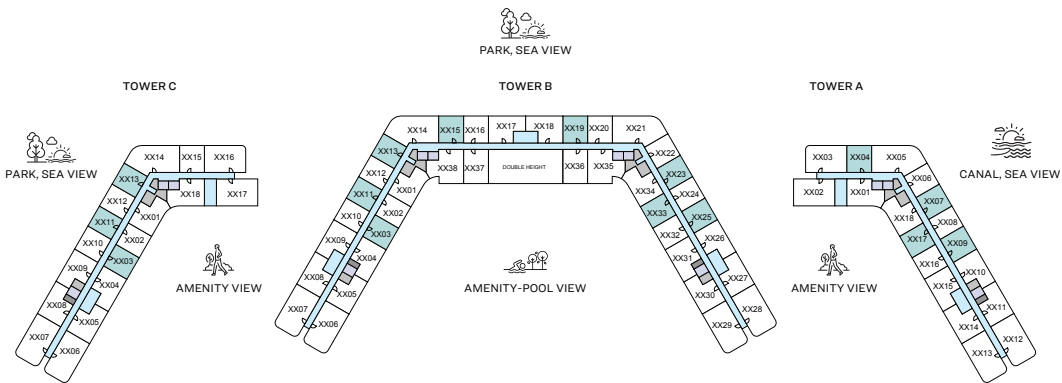 PARK, SEA VIEW
TOWER C
TOWER B
TOWER A
PARK, SEA VIEW
XX14
XX15
XX16
XX13
XX18
XX17
XX12
XX01
XX11
XX02
XX10
XX03
XX09
XX04
XX08
XX05
XX07
XX06
AMENITY VIEW
XX14
XX15
XX16
XX17
XX18
XX19
XX20
XX21
XX13
XX38
XX37
DOUBLE HEIGHT
XX36
XX35
XX22
XX12
XX01
XX34
XX23
XX11
XX02
XX33
XX24
XX10
XX03
XX32
XX25
XX09
XX04
XX31
XX26
XX08
XX05
XX30
XX27
XX07
XX06
XX29
XX28
AMENITY-POOL VIEW
XX03
XX04
XX05
XX02
XX01
XX06
XX18
XX07
XX17
XX08
XX16
XX09
XX15
XX10
XX14
XX11
XX13
XX12
AMENITY VIEW
CANAL, SEA VIEW